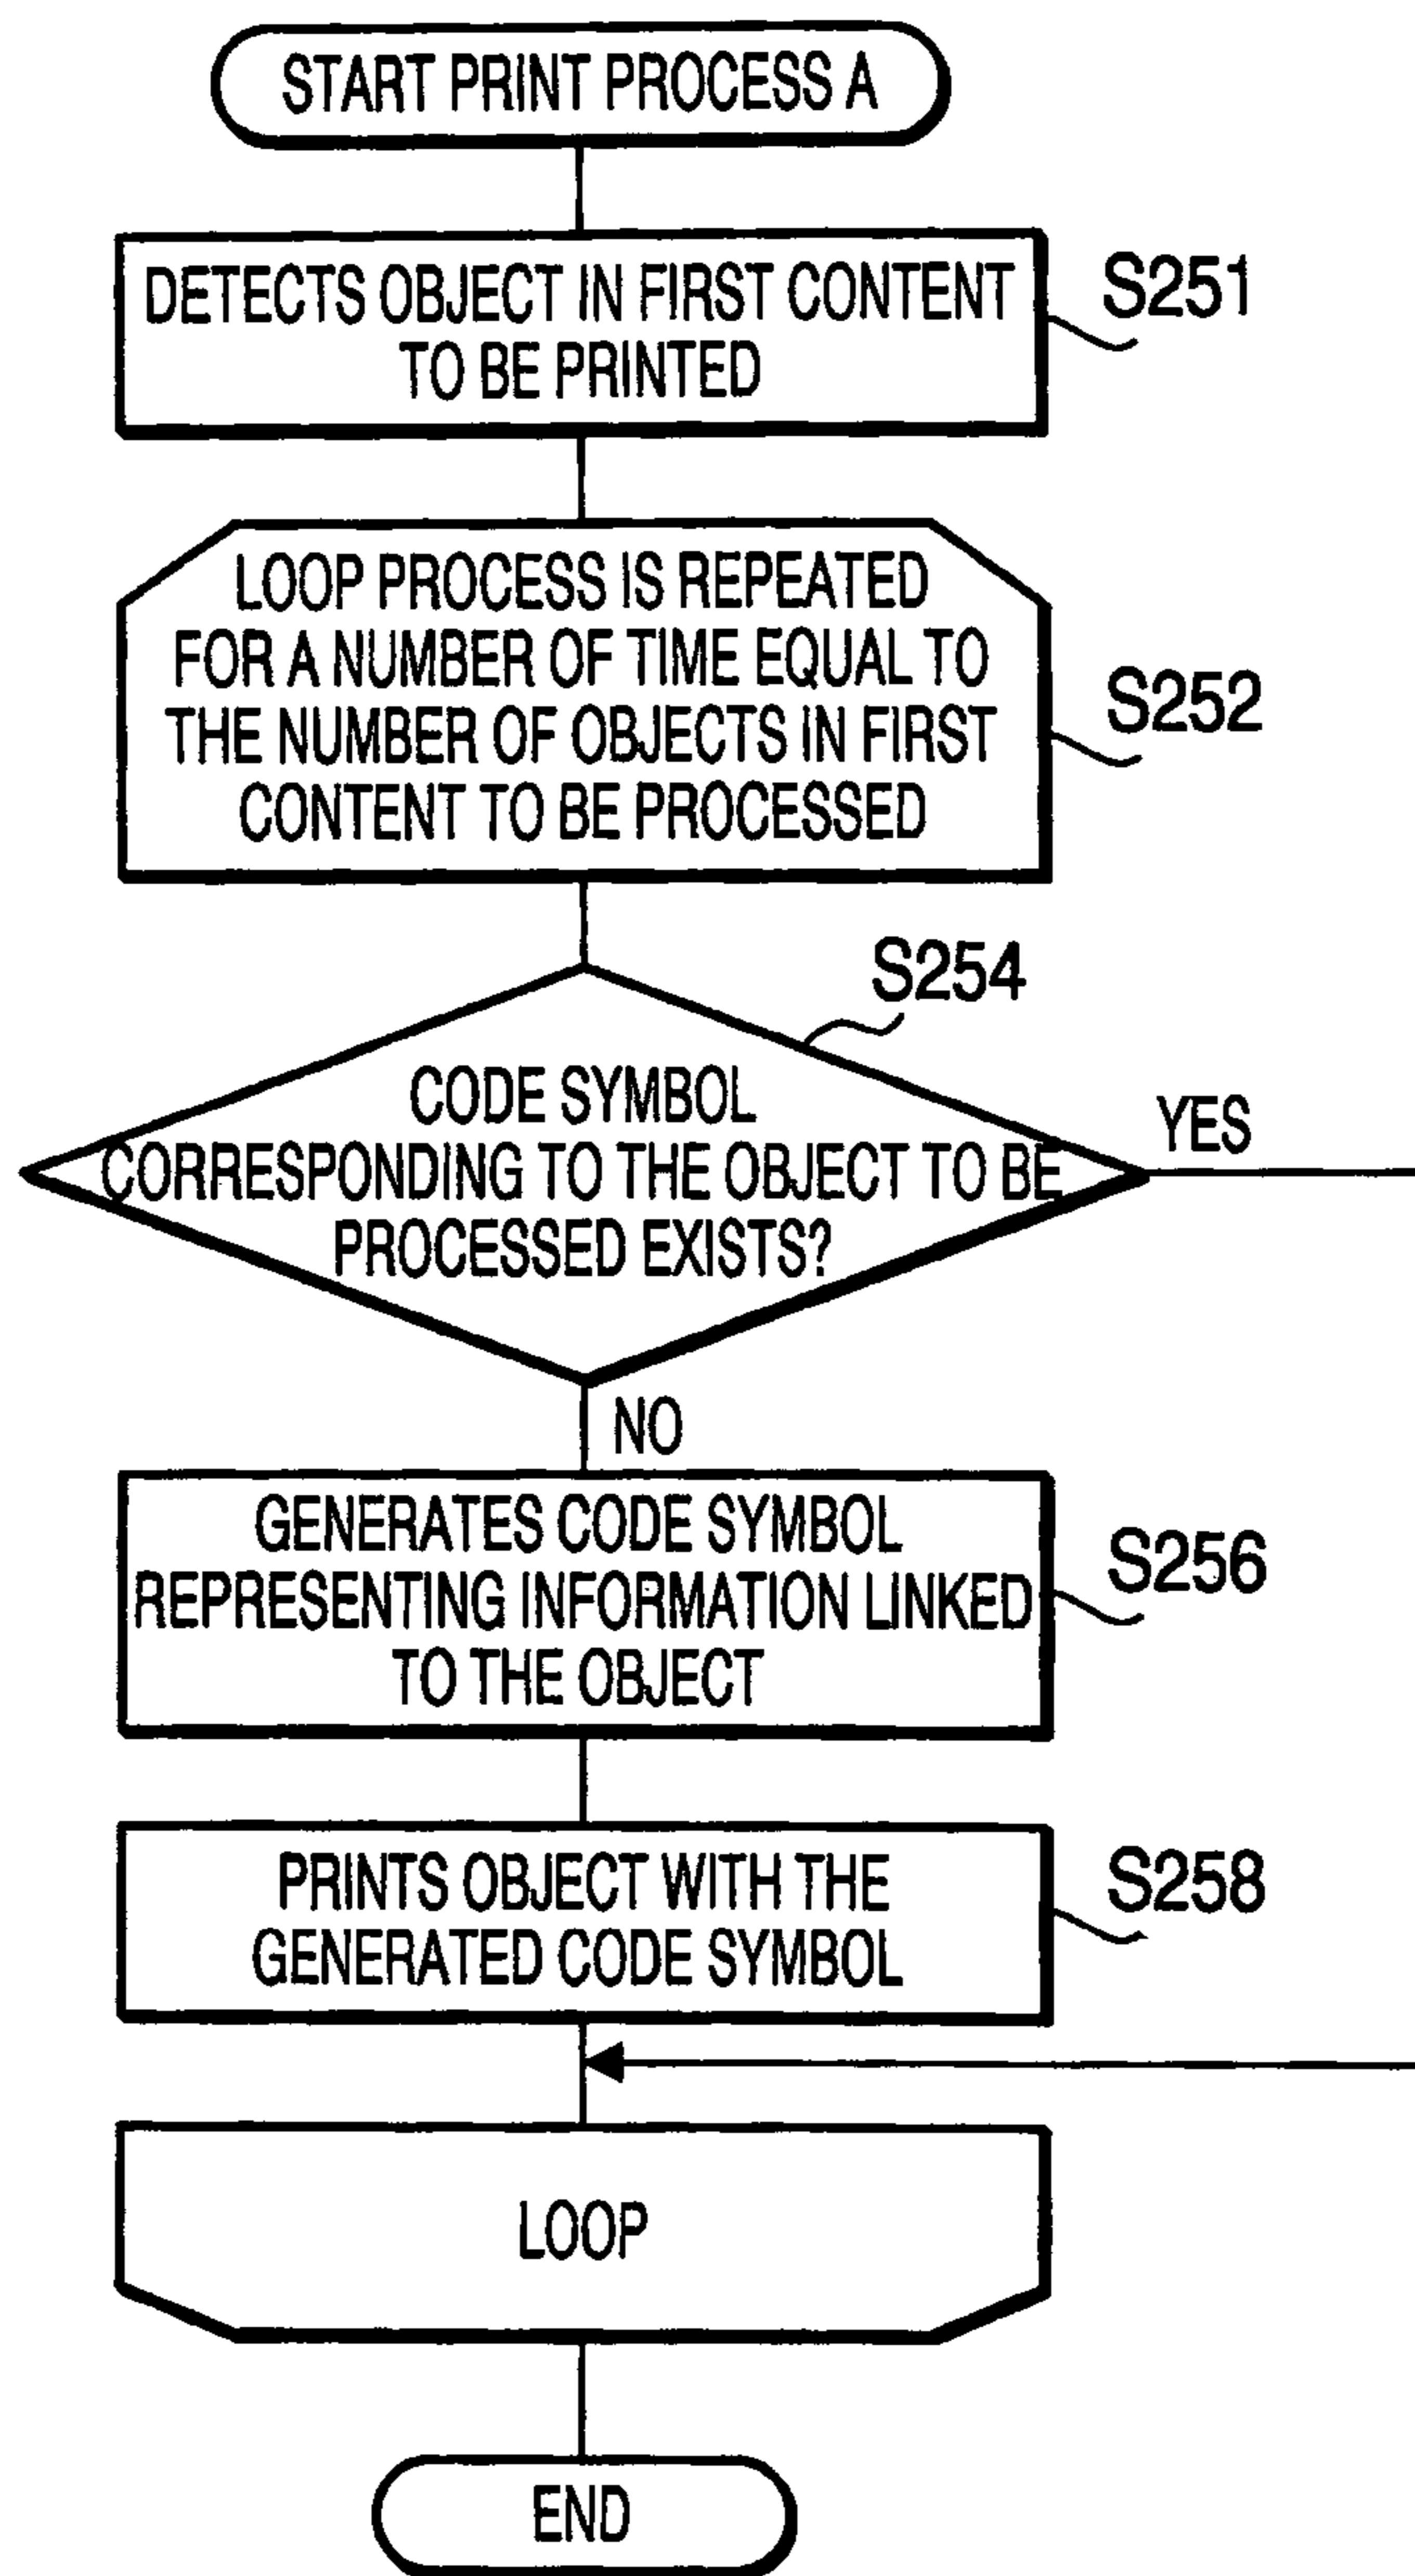 START PRINT PROCESS A
DETECTS OBJECT IN FIRST CONTENT
TO BE PRINTED
S251
LOOP PROCESS IS REPEATED
FOR A NUMBER OF TIME EQUAL TO
THE NUMBER OF OBJECTS IN FIRST
CONTENT TO BE PROCESSED
S252
S254
CODE SYMBOL
CORRESPONDING TO THE OBJECT TO BE
PROCESSED EXISTS?
YES
NO
GENERATES CODE SYMBOL
REPRESENTING INFORMATION LINKED
TO THE OBJECT
S256
PRINTS OBJECT WITH THE
GENERATED CODE SYMBOL
S258
LOOP
END